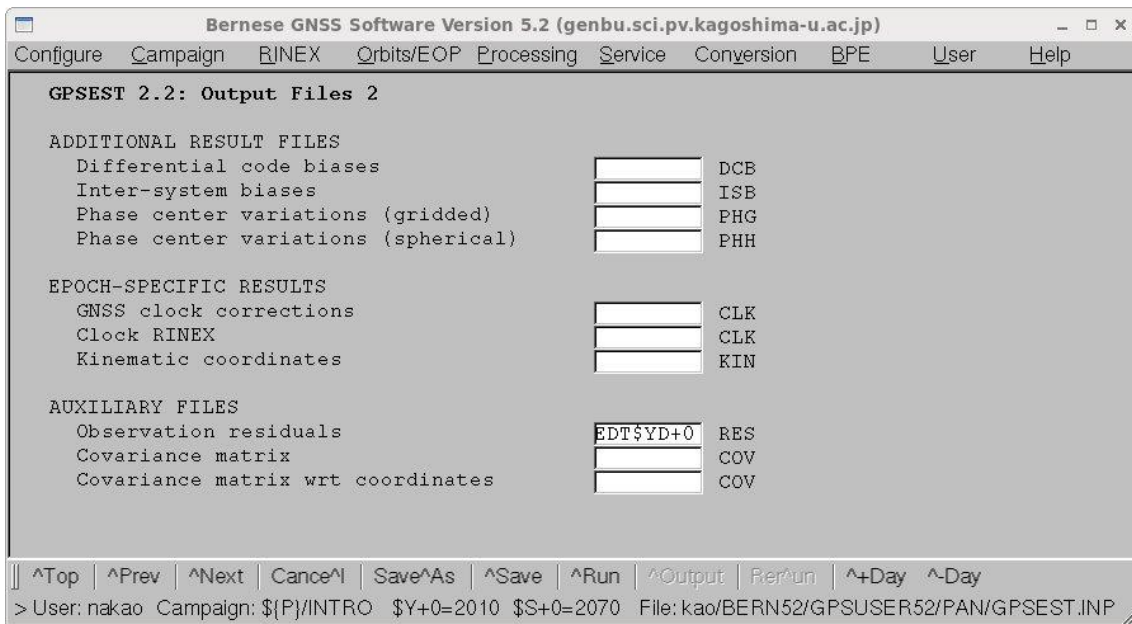 Bernese GNSS Software Version 5.2 (genbu.sci.pv.kagoshima-u.ac.jp)
Configure Campaign RINEX Orbits/EOP Processing Service Conversion BPE User Help
GPSEST 2.2: Output Files 2
ADDITIONAL RESULT FILES
Differential code biases DCB
Inter-system biases ISB
Phase center variations (gridded) PHG
Phase center variations (spherical) PHH
EPOCH-SPECIFIC RESULTS
GNSS clock corrections CLK
Clock RINEX CLK
Kinematic coordinates KIN
AUXILIARY FILES
Observation residuals EDT$YD+0 RES
Covariance matrix COV
Covariance matrix wrt coordinates COV
^Top | ^Prev | ^Next | Cance^l | Save^As | ^Save | ^Run | ^Output | Rer^un | ^+Day ^-Day
> User: nakao Campaign: ${P}/INTRO $Y+0=2010 $S+0=2070 File: kao/BERN52/GPSUSER52/PAN/GPSEST.INP